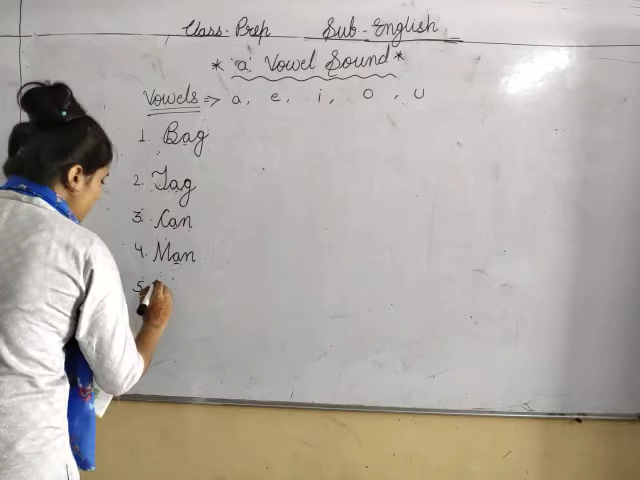 Class-Prep Sub-English
* 'a' Vowel Sound *
Vowels => a, e, i, o, u
1. Bag
2. Tag
3. Can
4. Man
5.